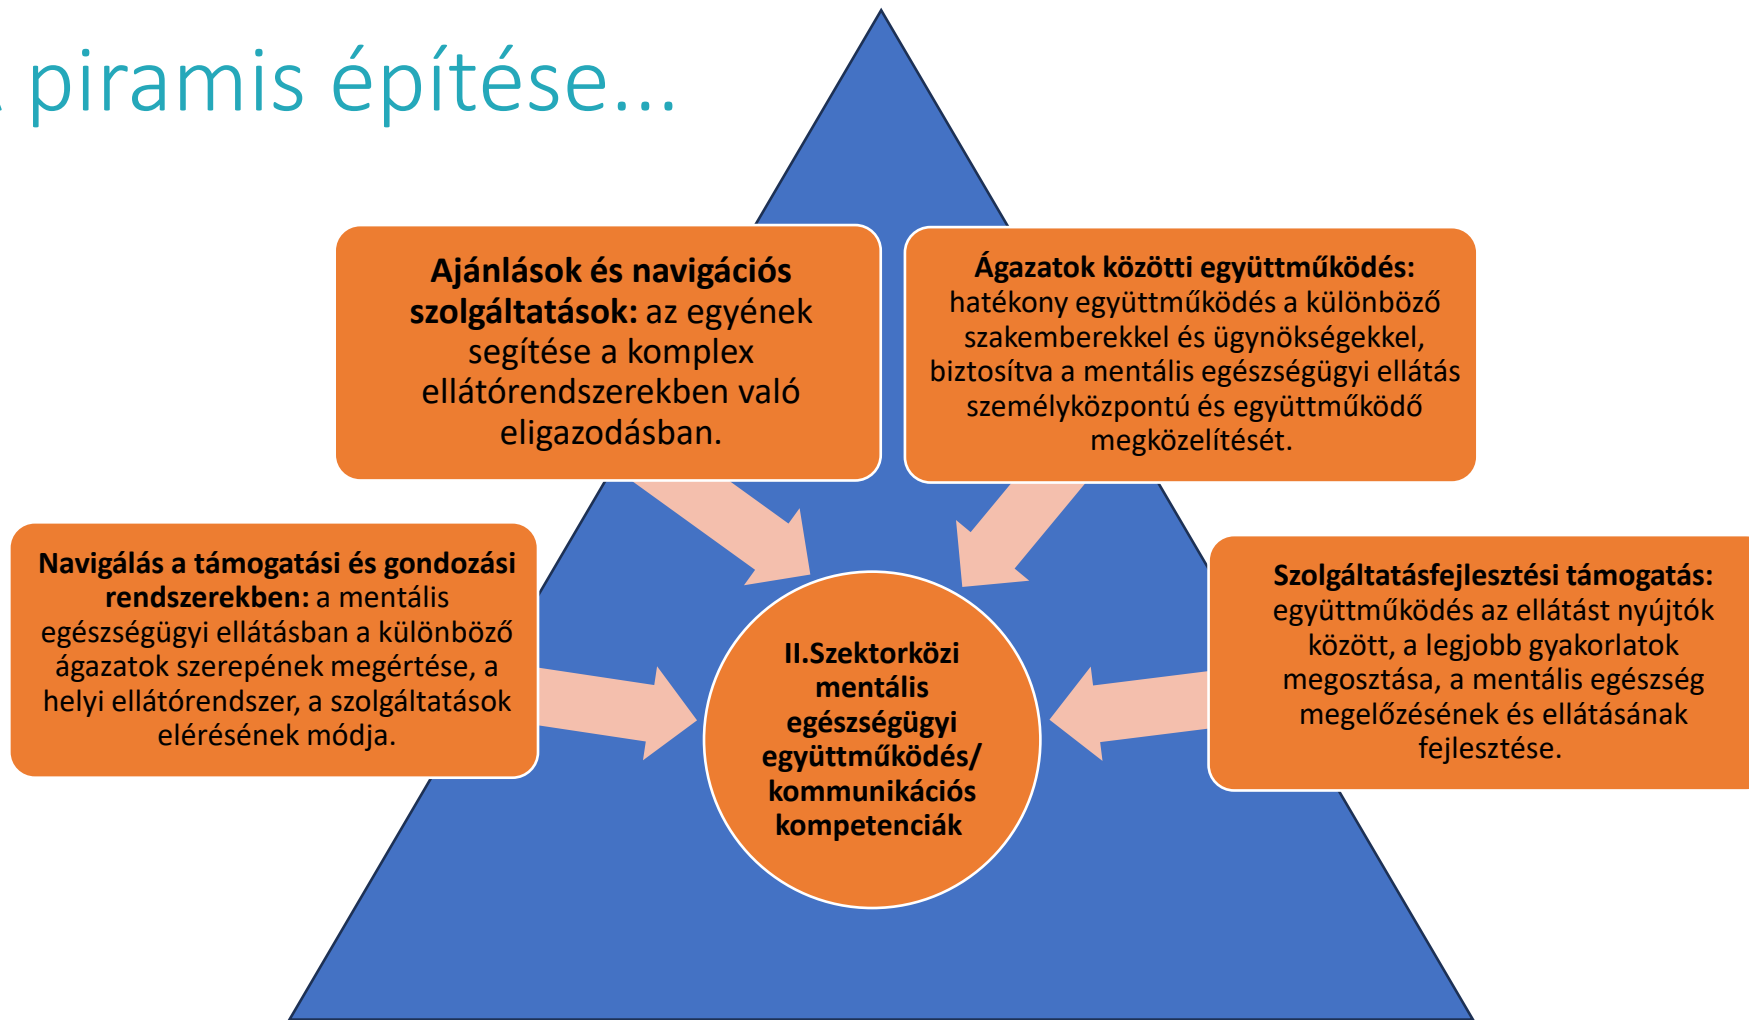 piramis építése...
Ajánlások és navigációs
szolgáltatások: az egyének
segítése a komplex
ellátórendszerekben való
eligazodásban.
Ágazatok közötti együttműködés:
hatékony együttműködés a különböző
szakemberekkel és ügynökségekkel,
biztosítva a mentális egészségügyi ellátás
személyközpontú és együttműködő
megközelítését.
Navigálás a támogatási és gondozási
rendszerekben: a mentális
egészségügyi ellátásban a különböző
ágazatok szerepének megértése, a
helyi ellátórendszer, a szolgáltatások
elérésének módja.
Szolgáltatásfejlesztési támogatás:
együttműködés az ellátást nyújtók
között, a legjobb gyakorlatok
megosztása, a mentális egészség
megelőzésének és ellátásának
fejlesztése.
II.Szektorközi
mentális
egészségügyi
együttműködés/
kommunikációs
kompetenciák